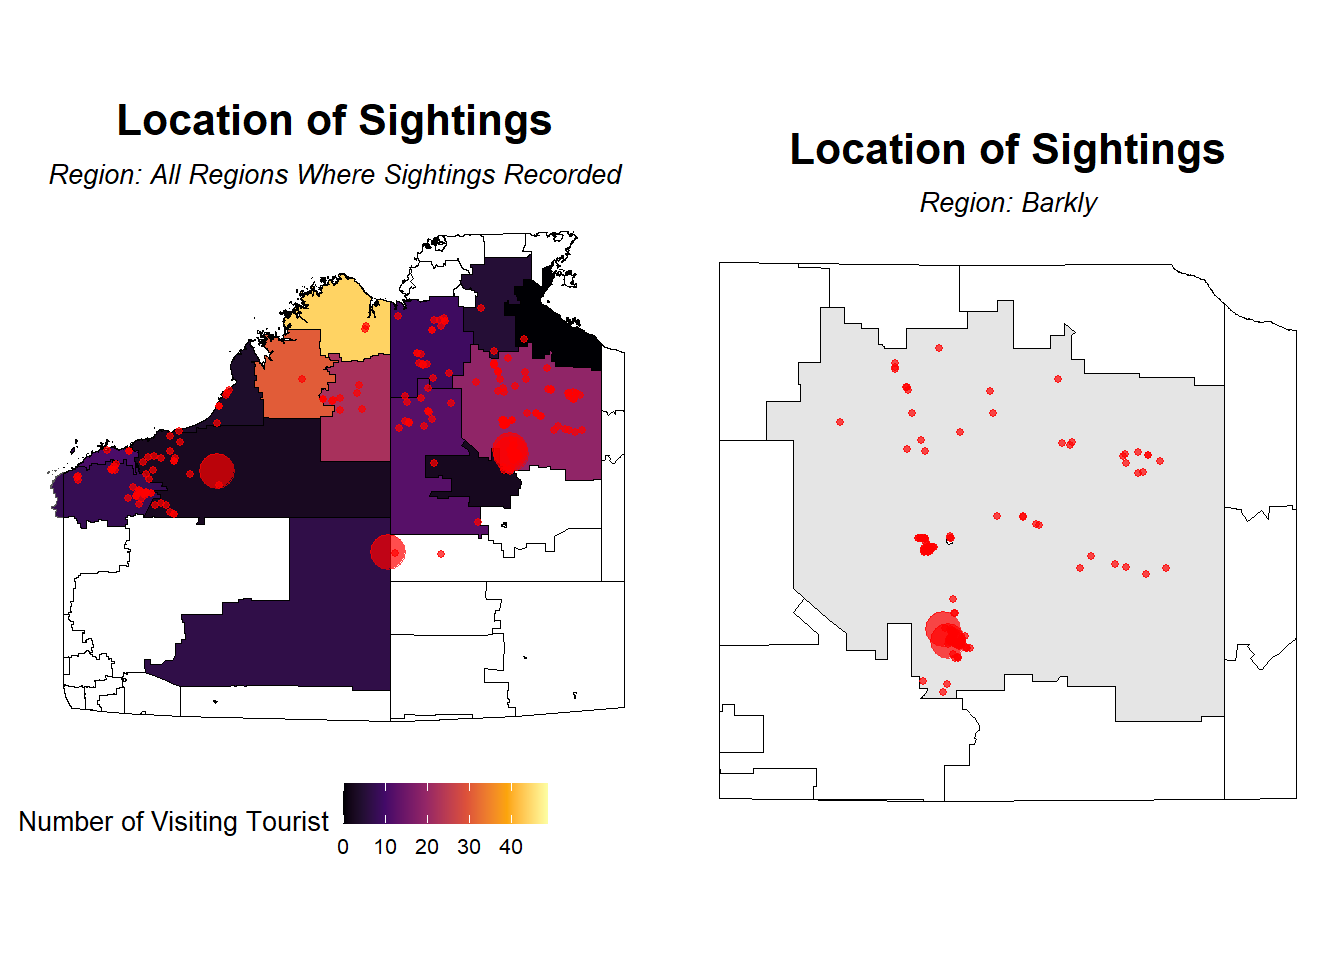 Location of Sightings
Region: All Regions Where Sightings Recorded
Number of Visiting Tourist
0 10 20 30 40
Location of Sightings
Region: Barkly